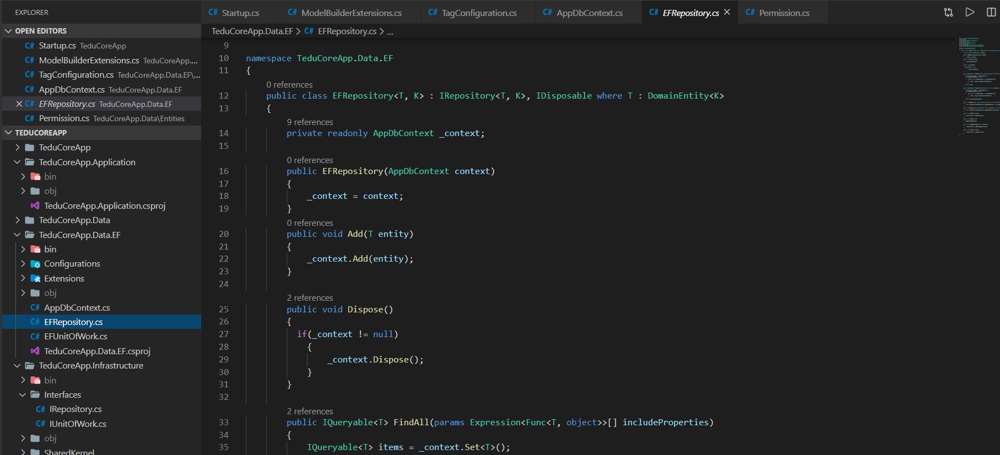 EXPLORER
OPEN EDITORS
C# Startup.cs TeduCoreApp
C# ModelBuilderExtensions.cs TeduCoreApp....
C# TagConfiguration.cs TeduCoreApp.Data.EF\...
C# AppDbContext.cs TeduCoreApp.Data.EF
C# EFRepository.cs TeduCoreApp.Data.EF
C# Permission.cs TeduCoreApp.Data\Entities
TEDUCOREAPP
TeduCoreApp
TeduCoreApp.Application
bin
obj
TeduCoreApp.Application.csproj
TeduCoreApp.Data
TeduCoreApp.Data.EF
bin
Configurations
Extensions
obj
C# AppDbContext.cs
C# EFRepository.cs
C# EFUnitOfWork.cs
TeduCoreApp.Data.EF.csproj
TeduCoreApp.Infrastructure
bin
Interfaces
C# IRepository.cs
C# IUnitOfWork.cs
obj
SharedKernel
C# Startup.cs C# ModelBuilderExtensions.cs C# TagConfiguration.cs C# AppDbContext.cs C# EFRepository.cs C# Permission.cs
TeduCoreApp.Data.EF > C# EFRepository.cs > ...
9
10 namespace TeduCoreApp.Data.EF
11 {
0 references
12 public class EFRepository<T, K> : IRepository<T, K>, IDisposable where T : DomainEntity<K>
13 {
9 references
14 private readonly AppDbContext _context;
15
0 references
16 public EFRepository(AppDbContext context)
17 {
18 _context = context;
19 }
0 references
20 public void Add(T entity)
21 {
22 _context.Add(entity);
23 }
24
2 references
25 public void Dispose()
26 {
27 if(_context != null)
28 {
29 _context.Dispose();
30 }
31 }
32
2 references
33 public IQueryable<T> FindAll(params Expression<Func<T, object>>[] includeProperties)
34 {
35 IQueryable<T> items = _context.Set<T>();